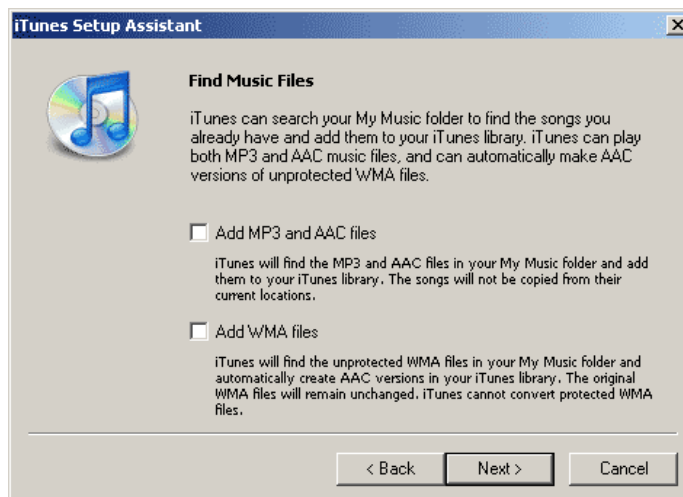 iTunes Setup Assistant
Find Music Files
iTunes can search your My Music folder to find the songs you
already have and add them to your iTunes library. iTunes can play
both MP3 and AAC music files, and can automatically make AAC
versions of unprotected WMA files.
Add MP3 and AAC files
iTunes will find the MP3 and AAC files in your My Music folder and add
them to your iTunes library. The songs will not be copied from their
current locations.
Add WMA files
iTunes will find the unprotected WMA files in your My Music folder and
automatically create AAC versions in your iTunes library. The original
WMA files will remain unchanged. iTunes cannot convert protected WMA
files.
< Back Next > Cancel